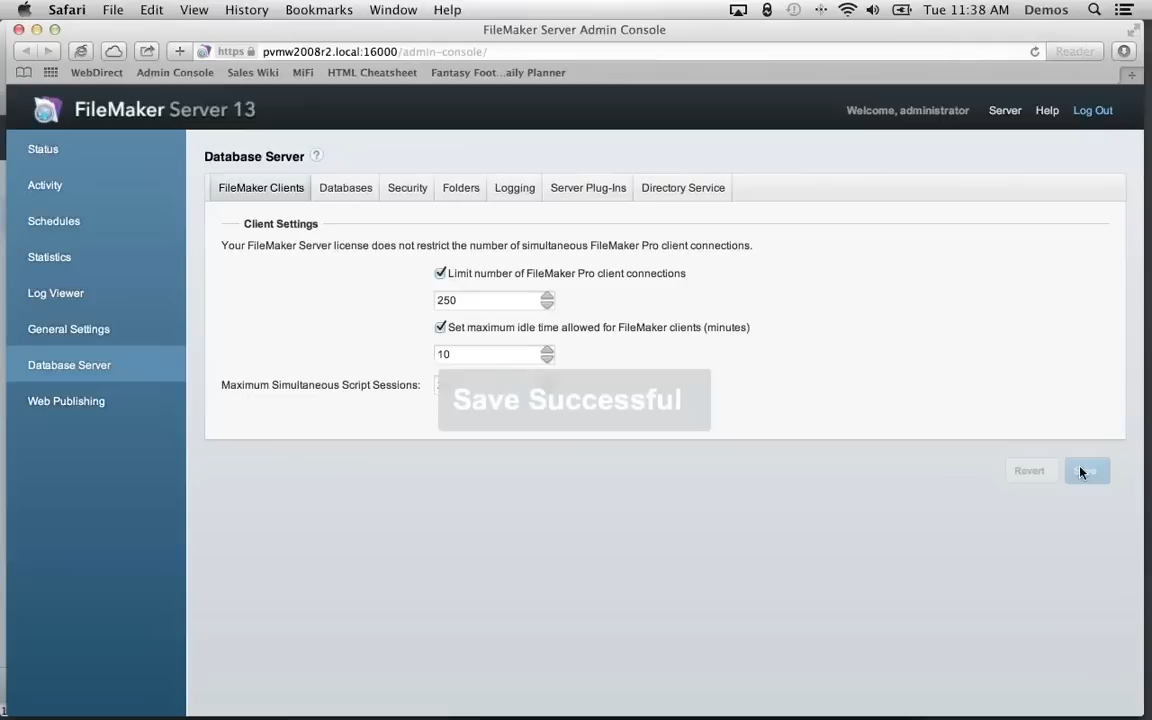 Safari File Edit View History Bookmarks Window Help Tue 11:38 AM Demos
FileMaker Server Admin Console
https pvmw2008r2.local:16000/admin-console/ Reader
WebDirect Admin Console Sales Wiki MiFi HTML Cheatsheet Fantasy Foot...aily Planner
FileMaker Server 13 Welcome, administrator Server Help Log Out
Status
Activity
Schedules
Statistics
Log Viewer
General Settings
Database Server
Web Publishing
Database Server ?
FileMaker Clients Databases Security Folders Logging Server Plug-Ins Directory Service
Client Settings
Your FileMaker Server license does not restrict the number of simultaneous FileMaker Pro client connections.
Limit number of FileMaker Pro client connections
250
Set maximum idle time allowed for FileMaker clients (minutes)
10
Maximum Simultaneous Script Sessions:
Save Successful
Revert